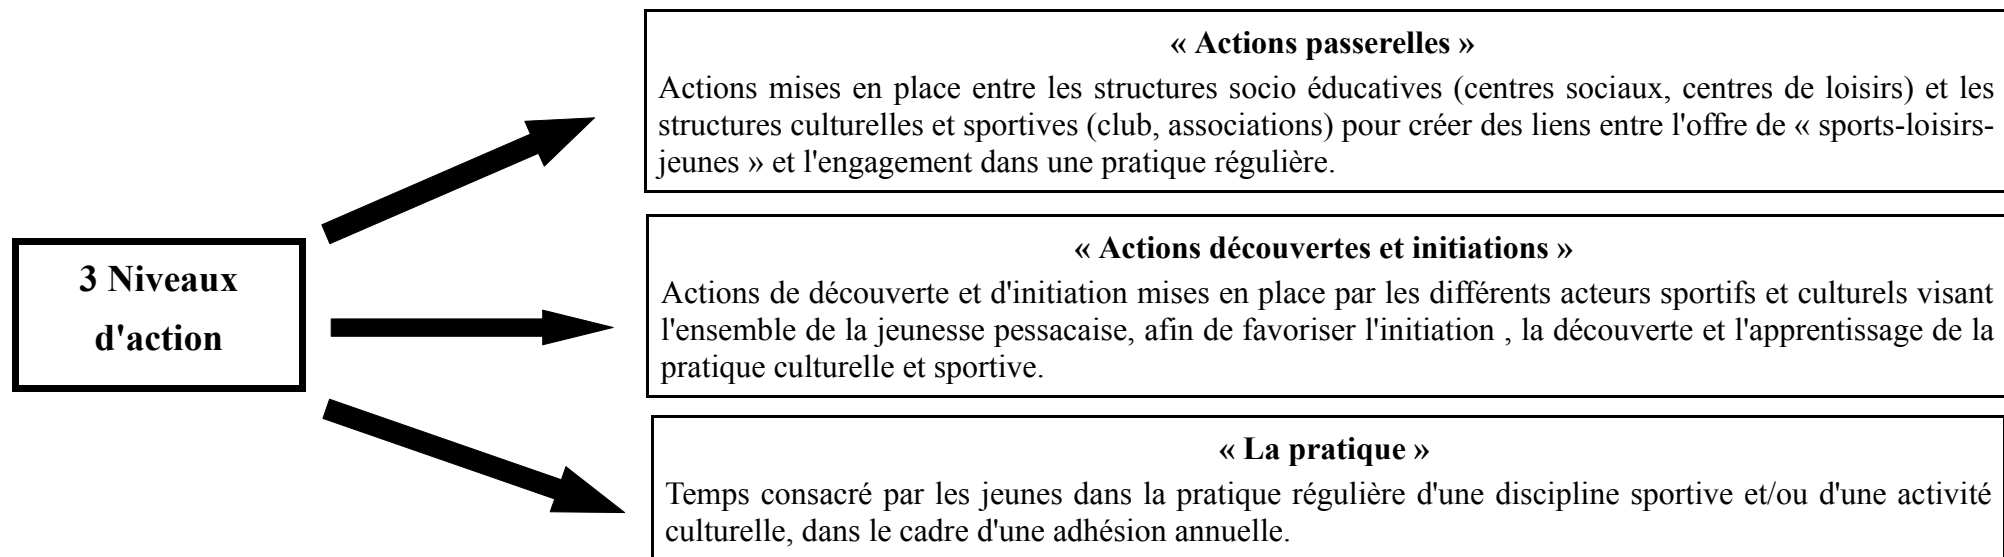 « Actions passerelles »
Actions mises en place entre les structures socio éducatives (centres sociaux, centres de loisirs) et les
structures culturelles et sportives (club, associations) pour créer des liens entre l'offre de « sports-loisirs-
jeunes » et l'engagement dans une pratique régulière.
3 Niveaux
d'action
« Actions découvertes et initiations »
Actions de découverte et d'initiation mises en place par les différents acteurs sportifs et culturels visant
l'ensemble de la jeunesse pessacaise, afin de favoriser l'initiation , la découverte et l'apprentissage de la
pratique culturelle et sportive.
« La pratique »
Temps consacré par les jeunes dans la pratique régulière d'une discipline sportive et/ou d'une activité
culturelle, dans le cadre d'une adhésion annuelle.